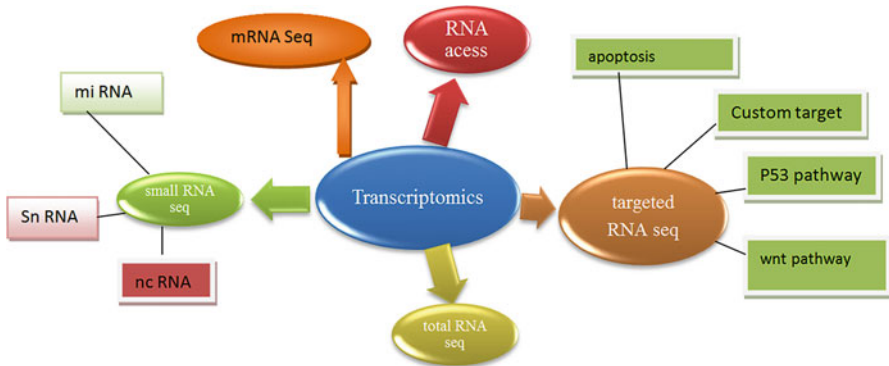 mRNA Seq
RNA
acess
apoptosis
mi RNA
Custom target
small RNA
seq
Transcriptomics
P53 pathway
Sn RNA
targeted
RNA seq
wnt pathway
nc RNA
total RNA
seq